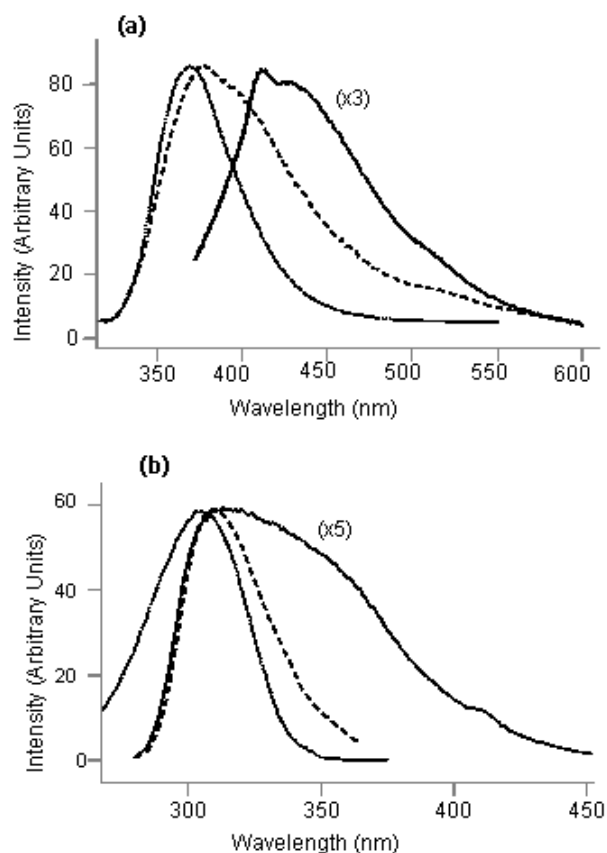 (a)
Intensity (Arbitrary Units)
80
60
40
20
0
(x3)
350 400 450 500 550 600
Wavelength (nm)
(b)
Intensity (Arbitrary Units)
60
40
20
0
(x5)
300 350 400 450
Wavelength (nm)